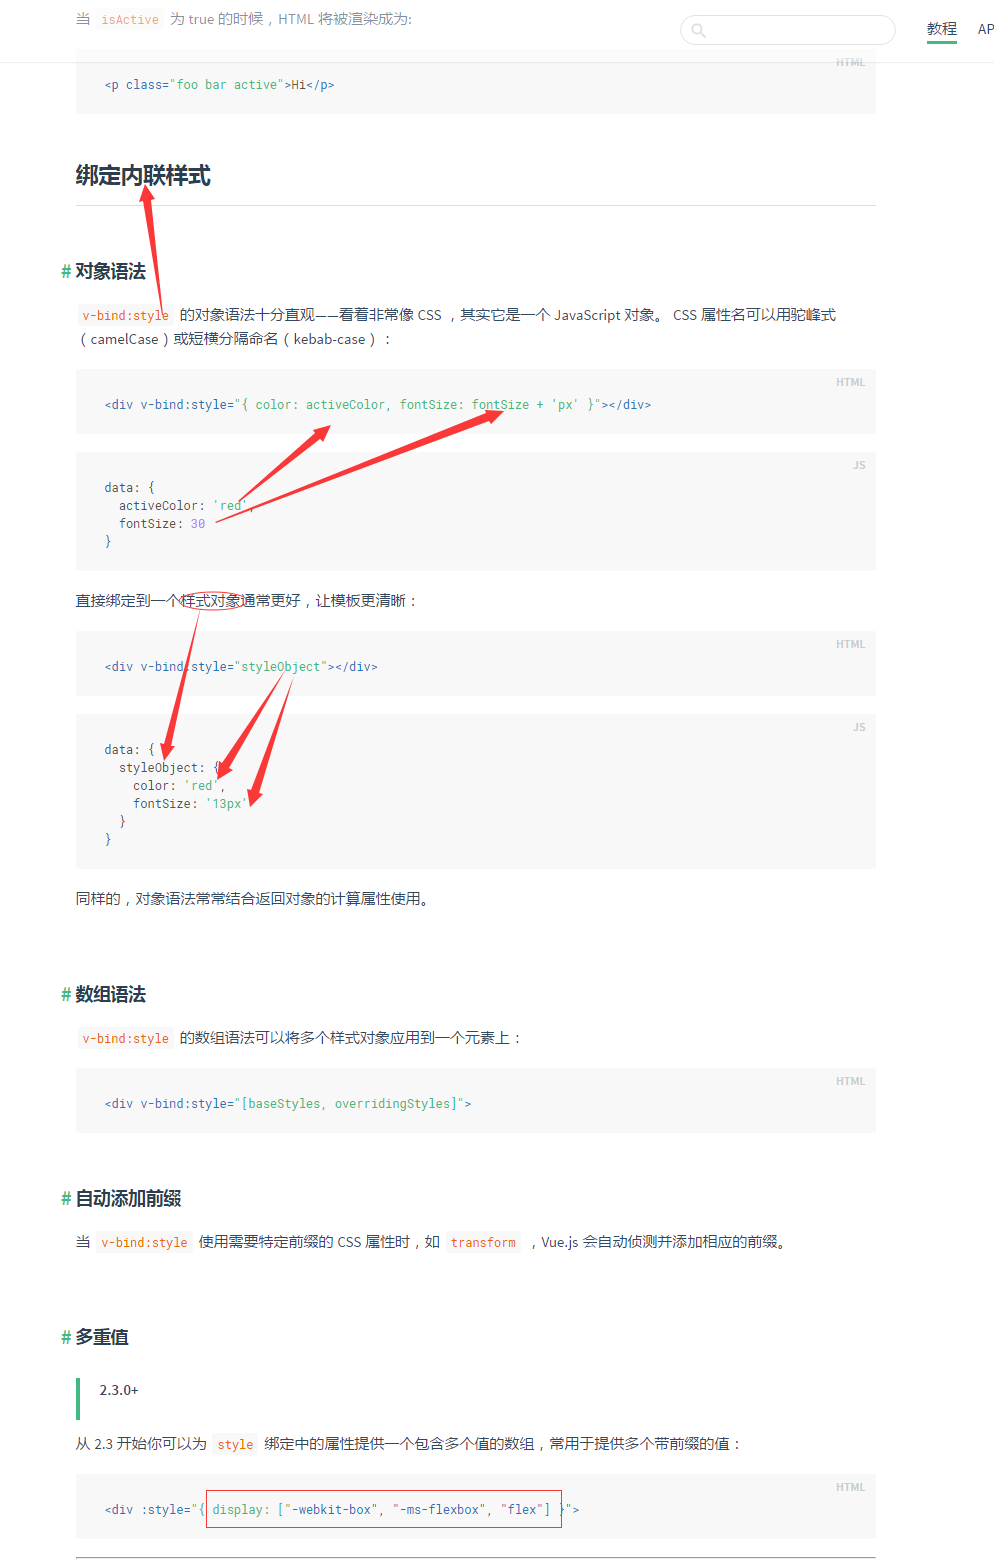 当 isActive 为 true 的时候，HTML 将被渲染成为:
教程 AP
HTML
<p class="foo bar active">Hi</p>
绑定内联样式
# 对象语法
v-bind:style 的对象语法十分直观——看着非常像 CSS ，其实它是一个 JavaScript 对象。 CSS 属性名可以用驼峰式
（camelCase）或短横分隔命名（kebab-case）：
HTML
<div v-bind:style="{ color: activeColor, fontSize: fontSize + 'px' }"></div>
JS
data: {
activeColor: 'red',
fontSize: 30
}
直接绑定到一个样式对象通常更好，让模板更清晰：
HTML
<div v-bind:style="styleObject"></div>
JS
data: {
styleObject: {
color: 'red',
fontSize: '13px'
}
}
同样的，对象语法常常结合返回对象的计算属性使用。
# 数组语法
v-bind:style 的数组语法可以将多个样式对象应用到一个元素上：
HTML
<div v-bind:style="[baseStyles, overridingStyles]">
# 自动添加前缀
当 v-bind:style 使用需要特定前缀的 CSS 属性时，如 transform ，Vue.js 会自动侦测并添加相应的前缀。
# 多重值
2.3.0+
从 2.3 开始你可以为 style 绑定中的属性提供一个包含多个值的数组，常用于提供多个带前缀的值：
HTML
<div :style="{ display: ["-webkit-box", "-ms-flexbox", "flex"] }">